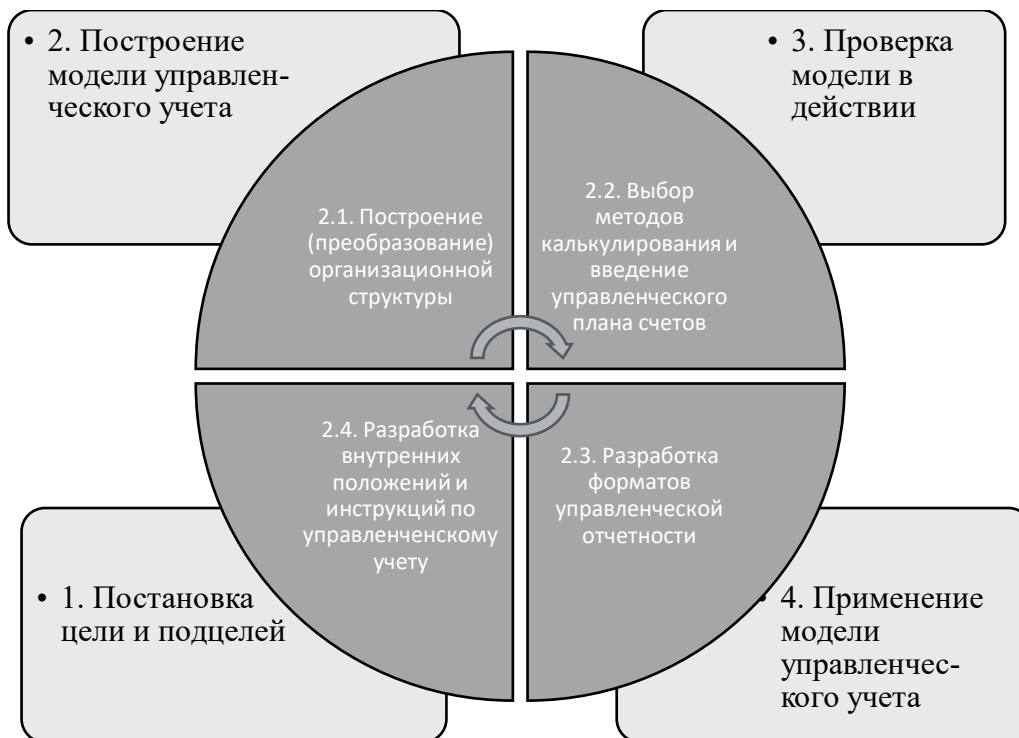 • 2. Построение
модели управлен-
ческого учета
• 3. Проверка
модели в
действии
2.1. Построение
(преобразование)
организационной
структуры
2.2. Выбор
методов
калькулирования и
введение
управленческого
плана счетов
2.4. Разработка
внутренних
положений и
инструкций по
управленченскому
учету
2.3. Разработка
форматов
управленческой
отчетности
• 1. Постановка
цели и подцелей
• 4. Применение
модели
управленчес-
кого учета